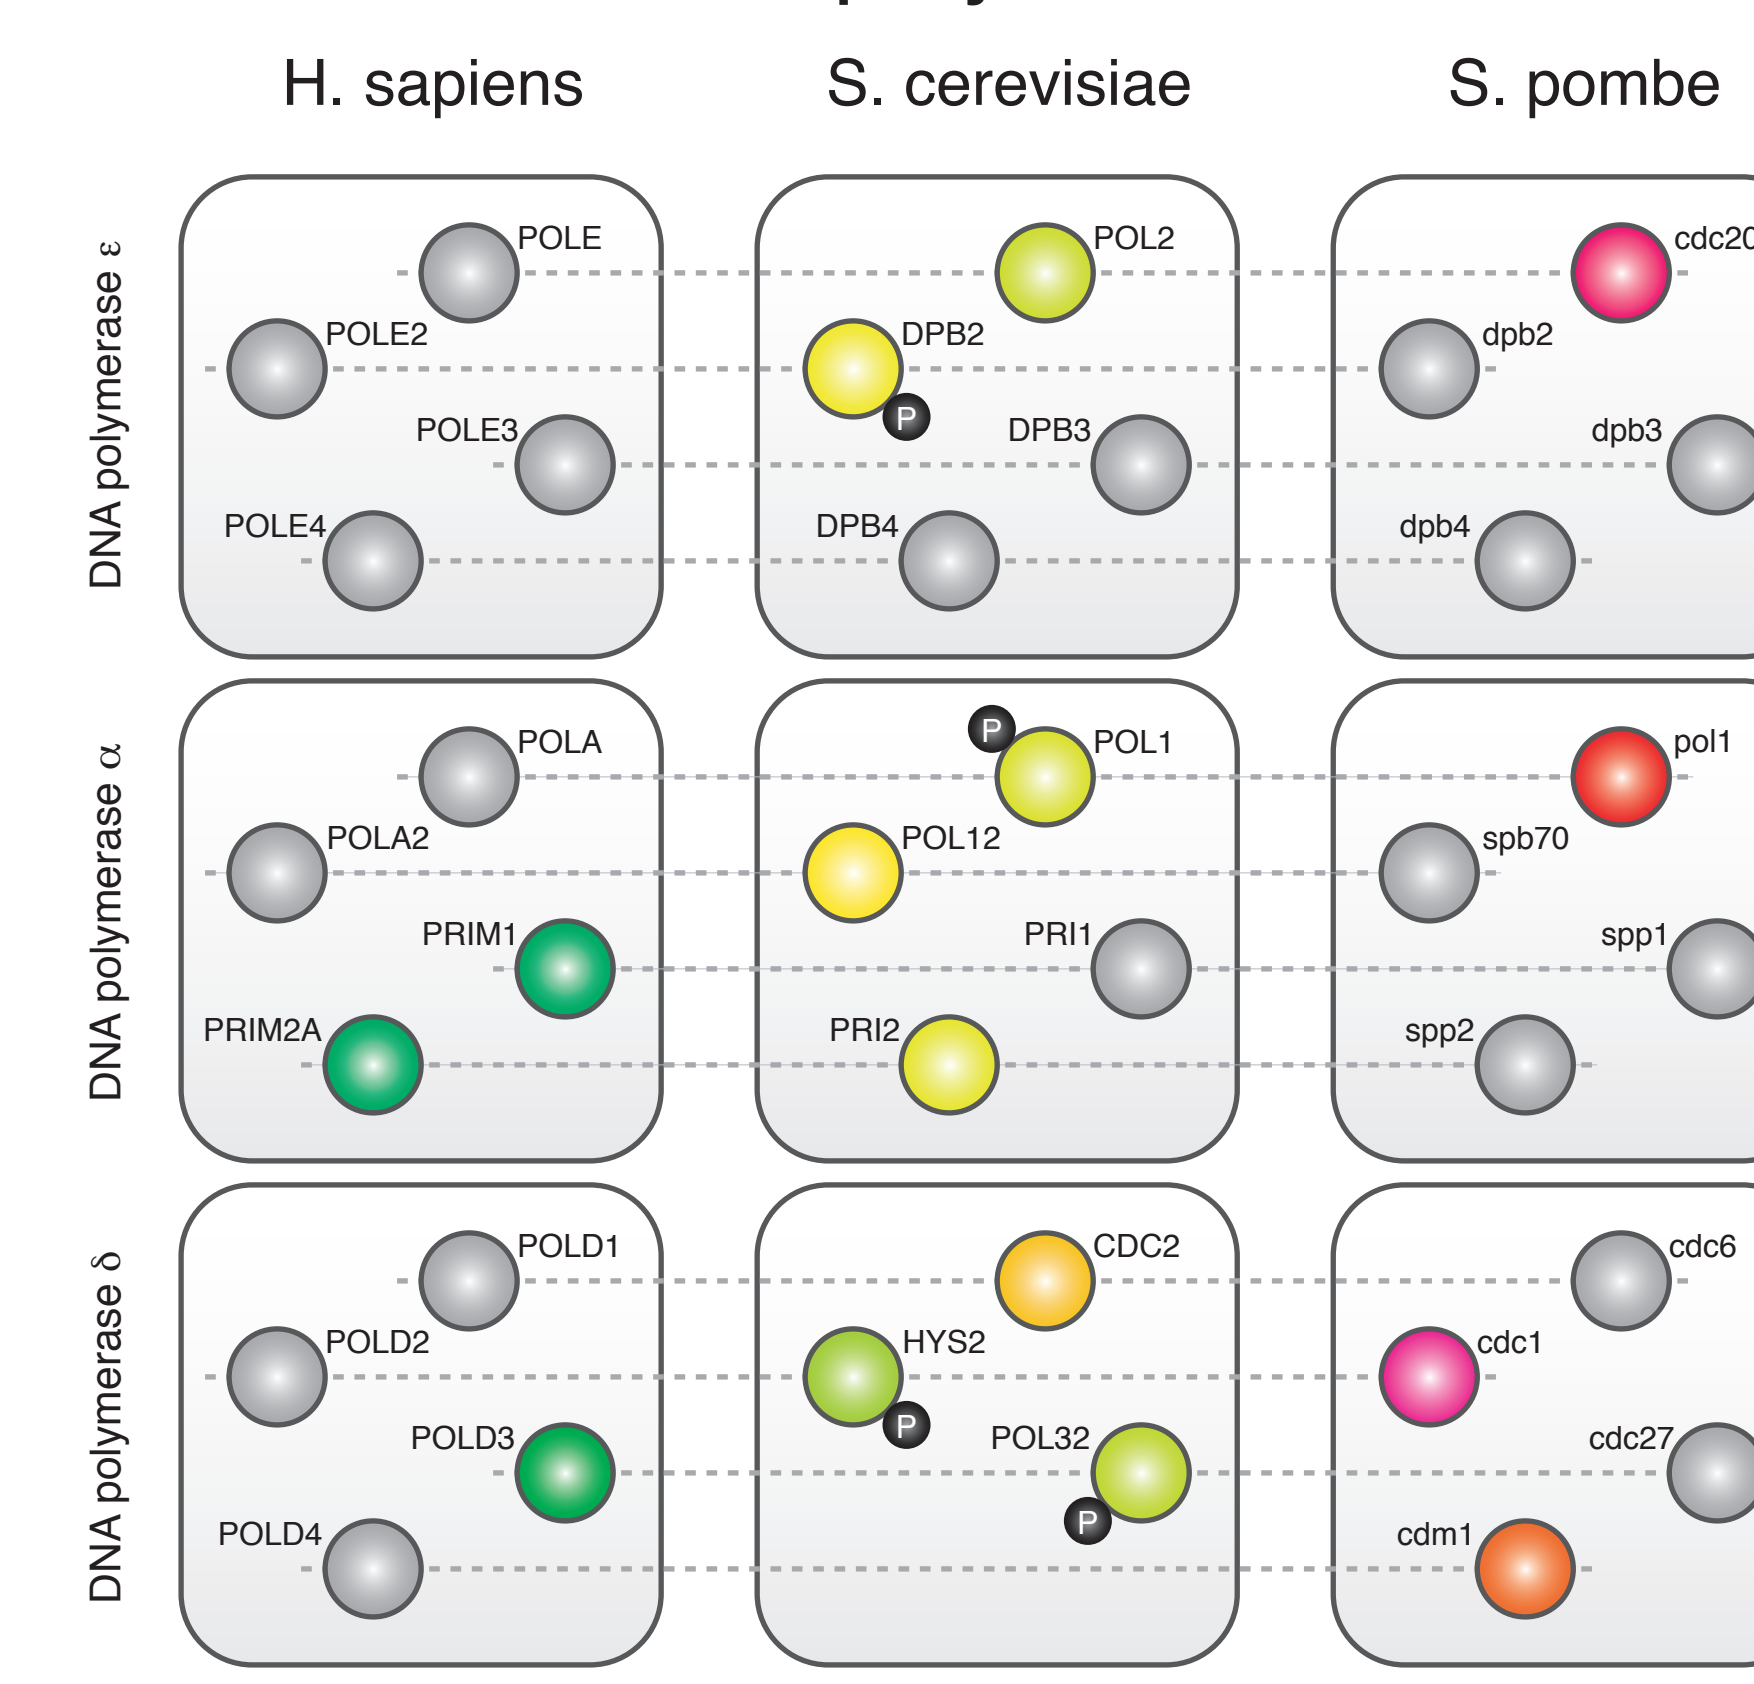 H. sapiens S. cerevisiae S. pombe
DNA polymerase ε
POLE POL2
POLE2 DPB2 dpb2
P
POLE3 DPB3 dpb3
POLE4 DPB4 dpb4
DNA polymerase α
P
POLA POL1 pol1
POLA2 POL12 spb70
PRIM1 PRI1 spp1
PRIM2A PRI2 spp2
DNA polymerase δ
POLD1 CDC2 cdc6
POLD2 HYS2 cdc1
P
POLD3 POL32 cdc27
P
POLD4 cdm1